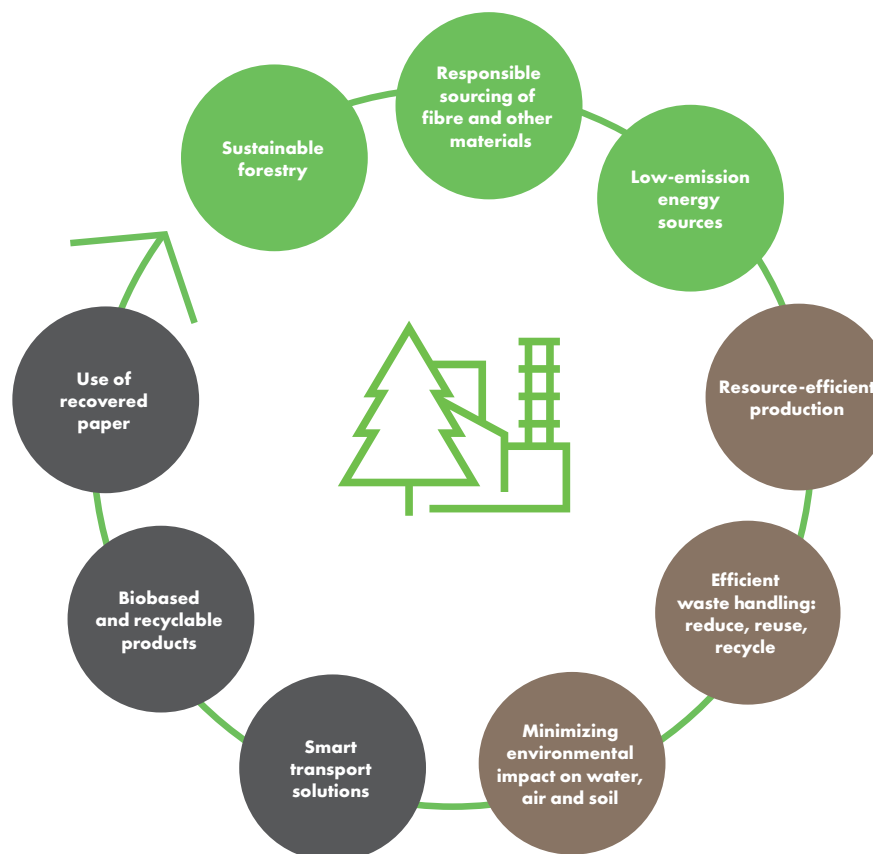 Responsible
sourcing of
fibre and other
materials
Sustainable
forestry
Low-emission
energy
sources
Resource-efficient
production
Efficient
waste handling:
reduce, reuse,
recycle
Minimizing
environmental
impact on water,
air and soil
Smart
transport
solutions
Biobased
and recyclable
products
Use of
recovered
paper